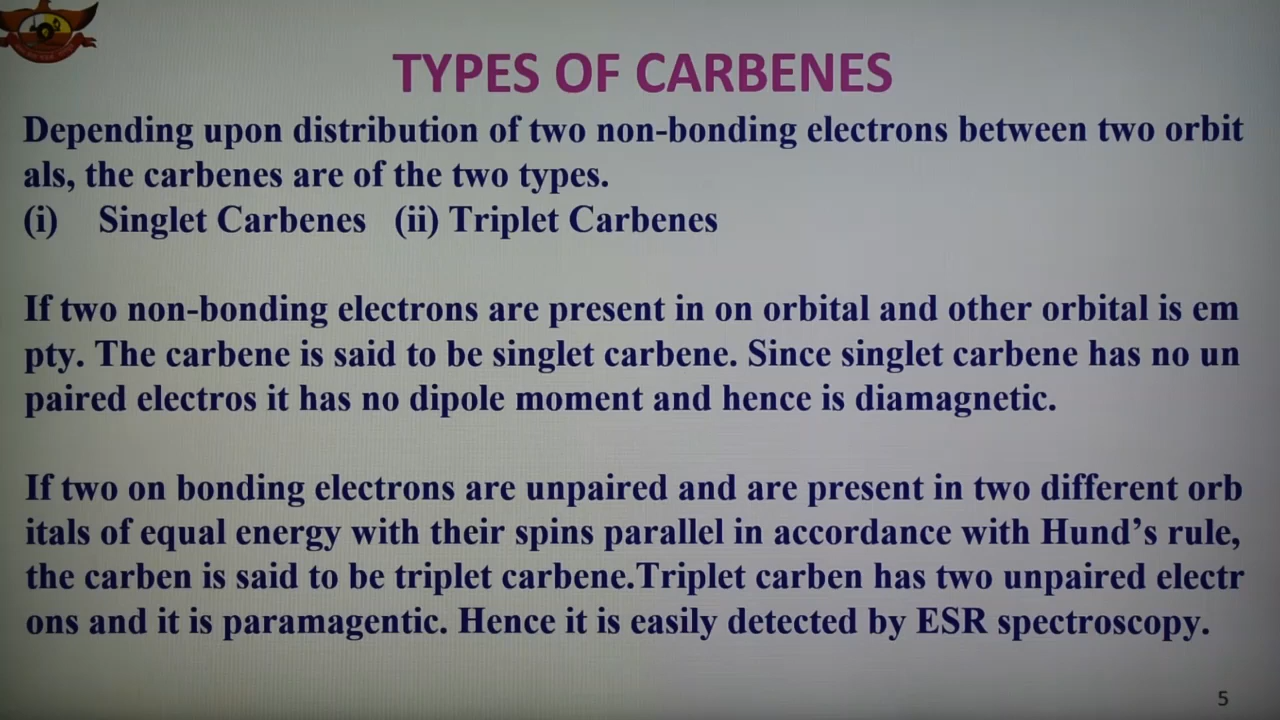 TYPES OF CARBENES
Depending upon distribution of two non-bonding electrons between two orbit
als, the carbenes are of the two types.
(i) Singlet Carbenes (ii) Triplet Carbenes
If two non-bonding electrons are present in on orbital and other orbital is em
pty. The carbene is said to be singlet carbene. Since singlet carbene has no un
paired electros it has no dipole moment and hence is diamagnetic.
If two on bonding electrons are unpaired and are present in two different orb
itals of equal energy with their spins parallel in accordance with Hund’s rule,
the carben is said to be triplet carbene.Triplet carben has two unpaired electr
ons and it is paramagentic. Hence it is easily detected by ESR spectroscopy.
5